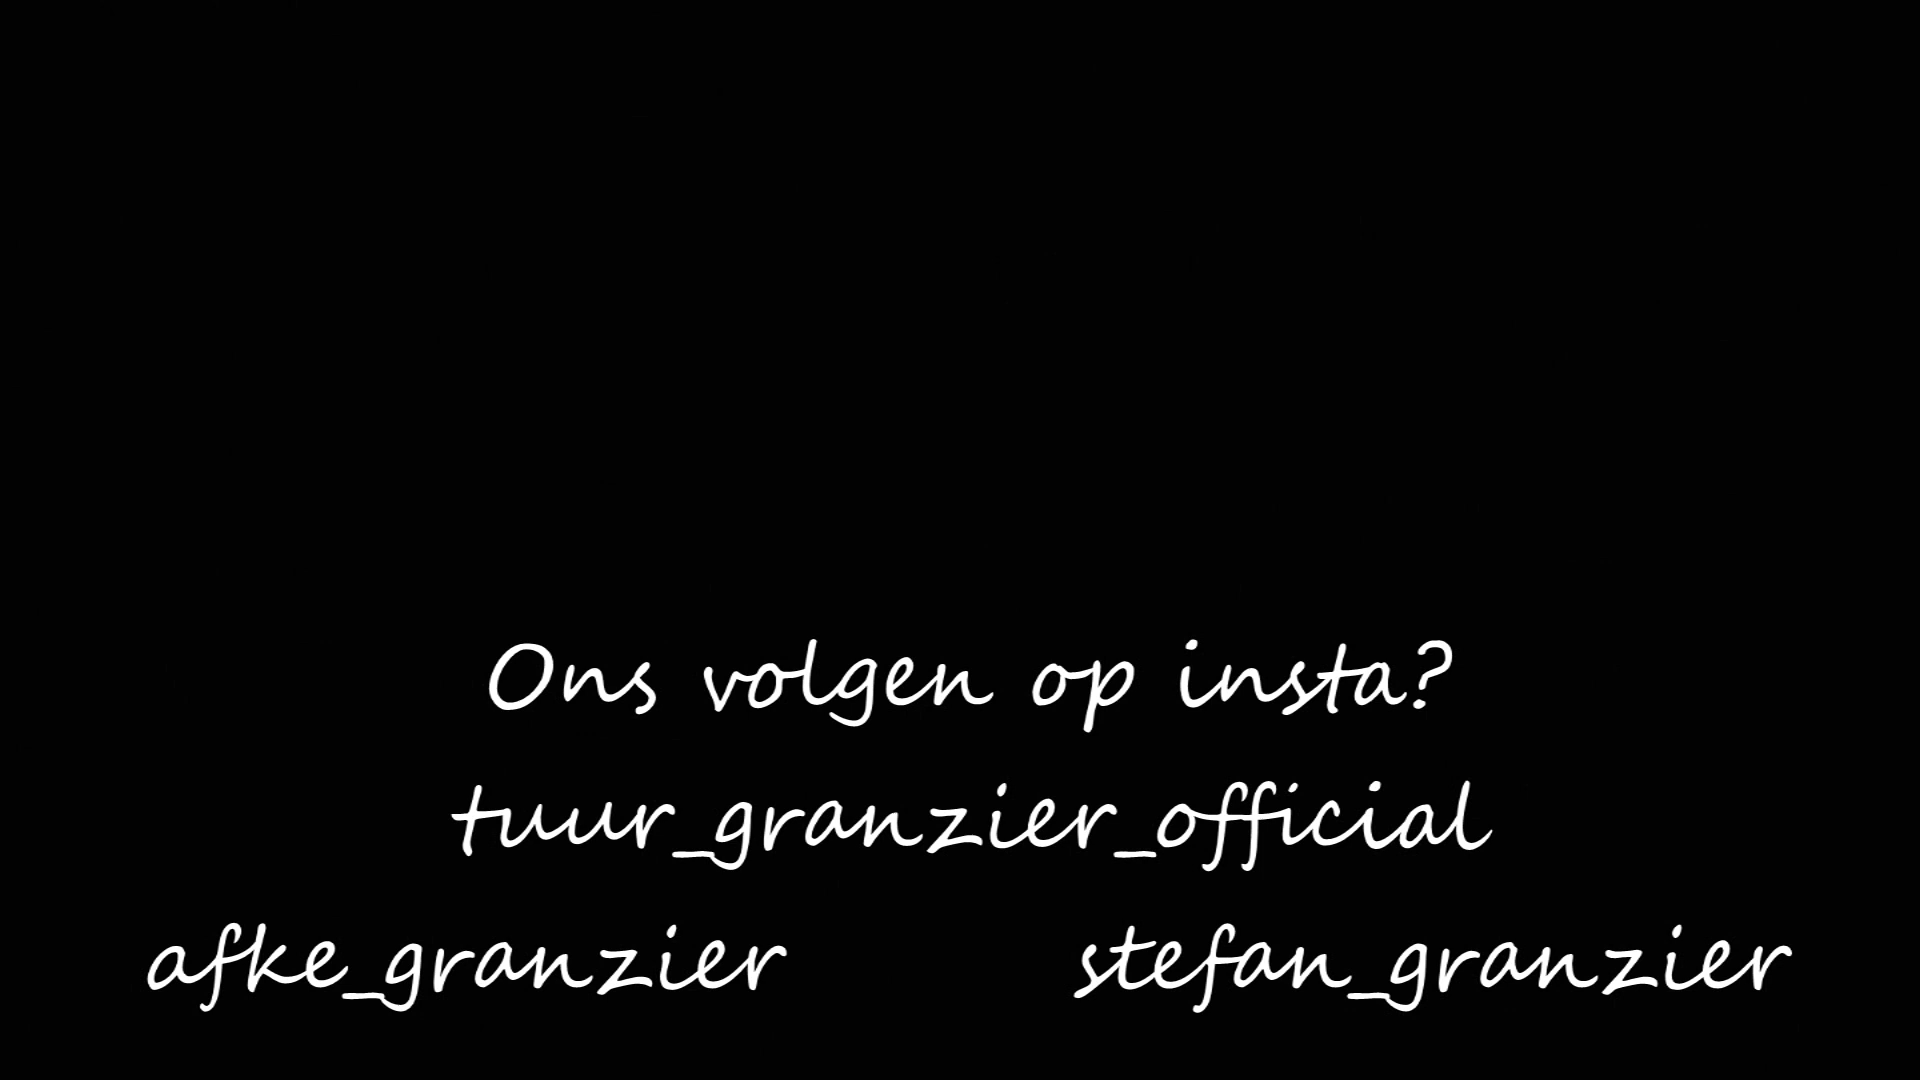 Ons volgen op insta?
tuur_granzier_official
afke_granzier stefan_granzier